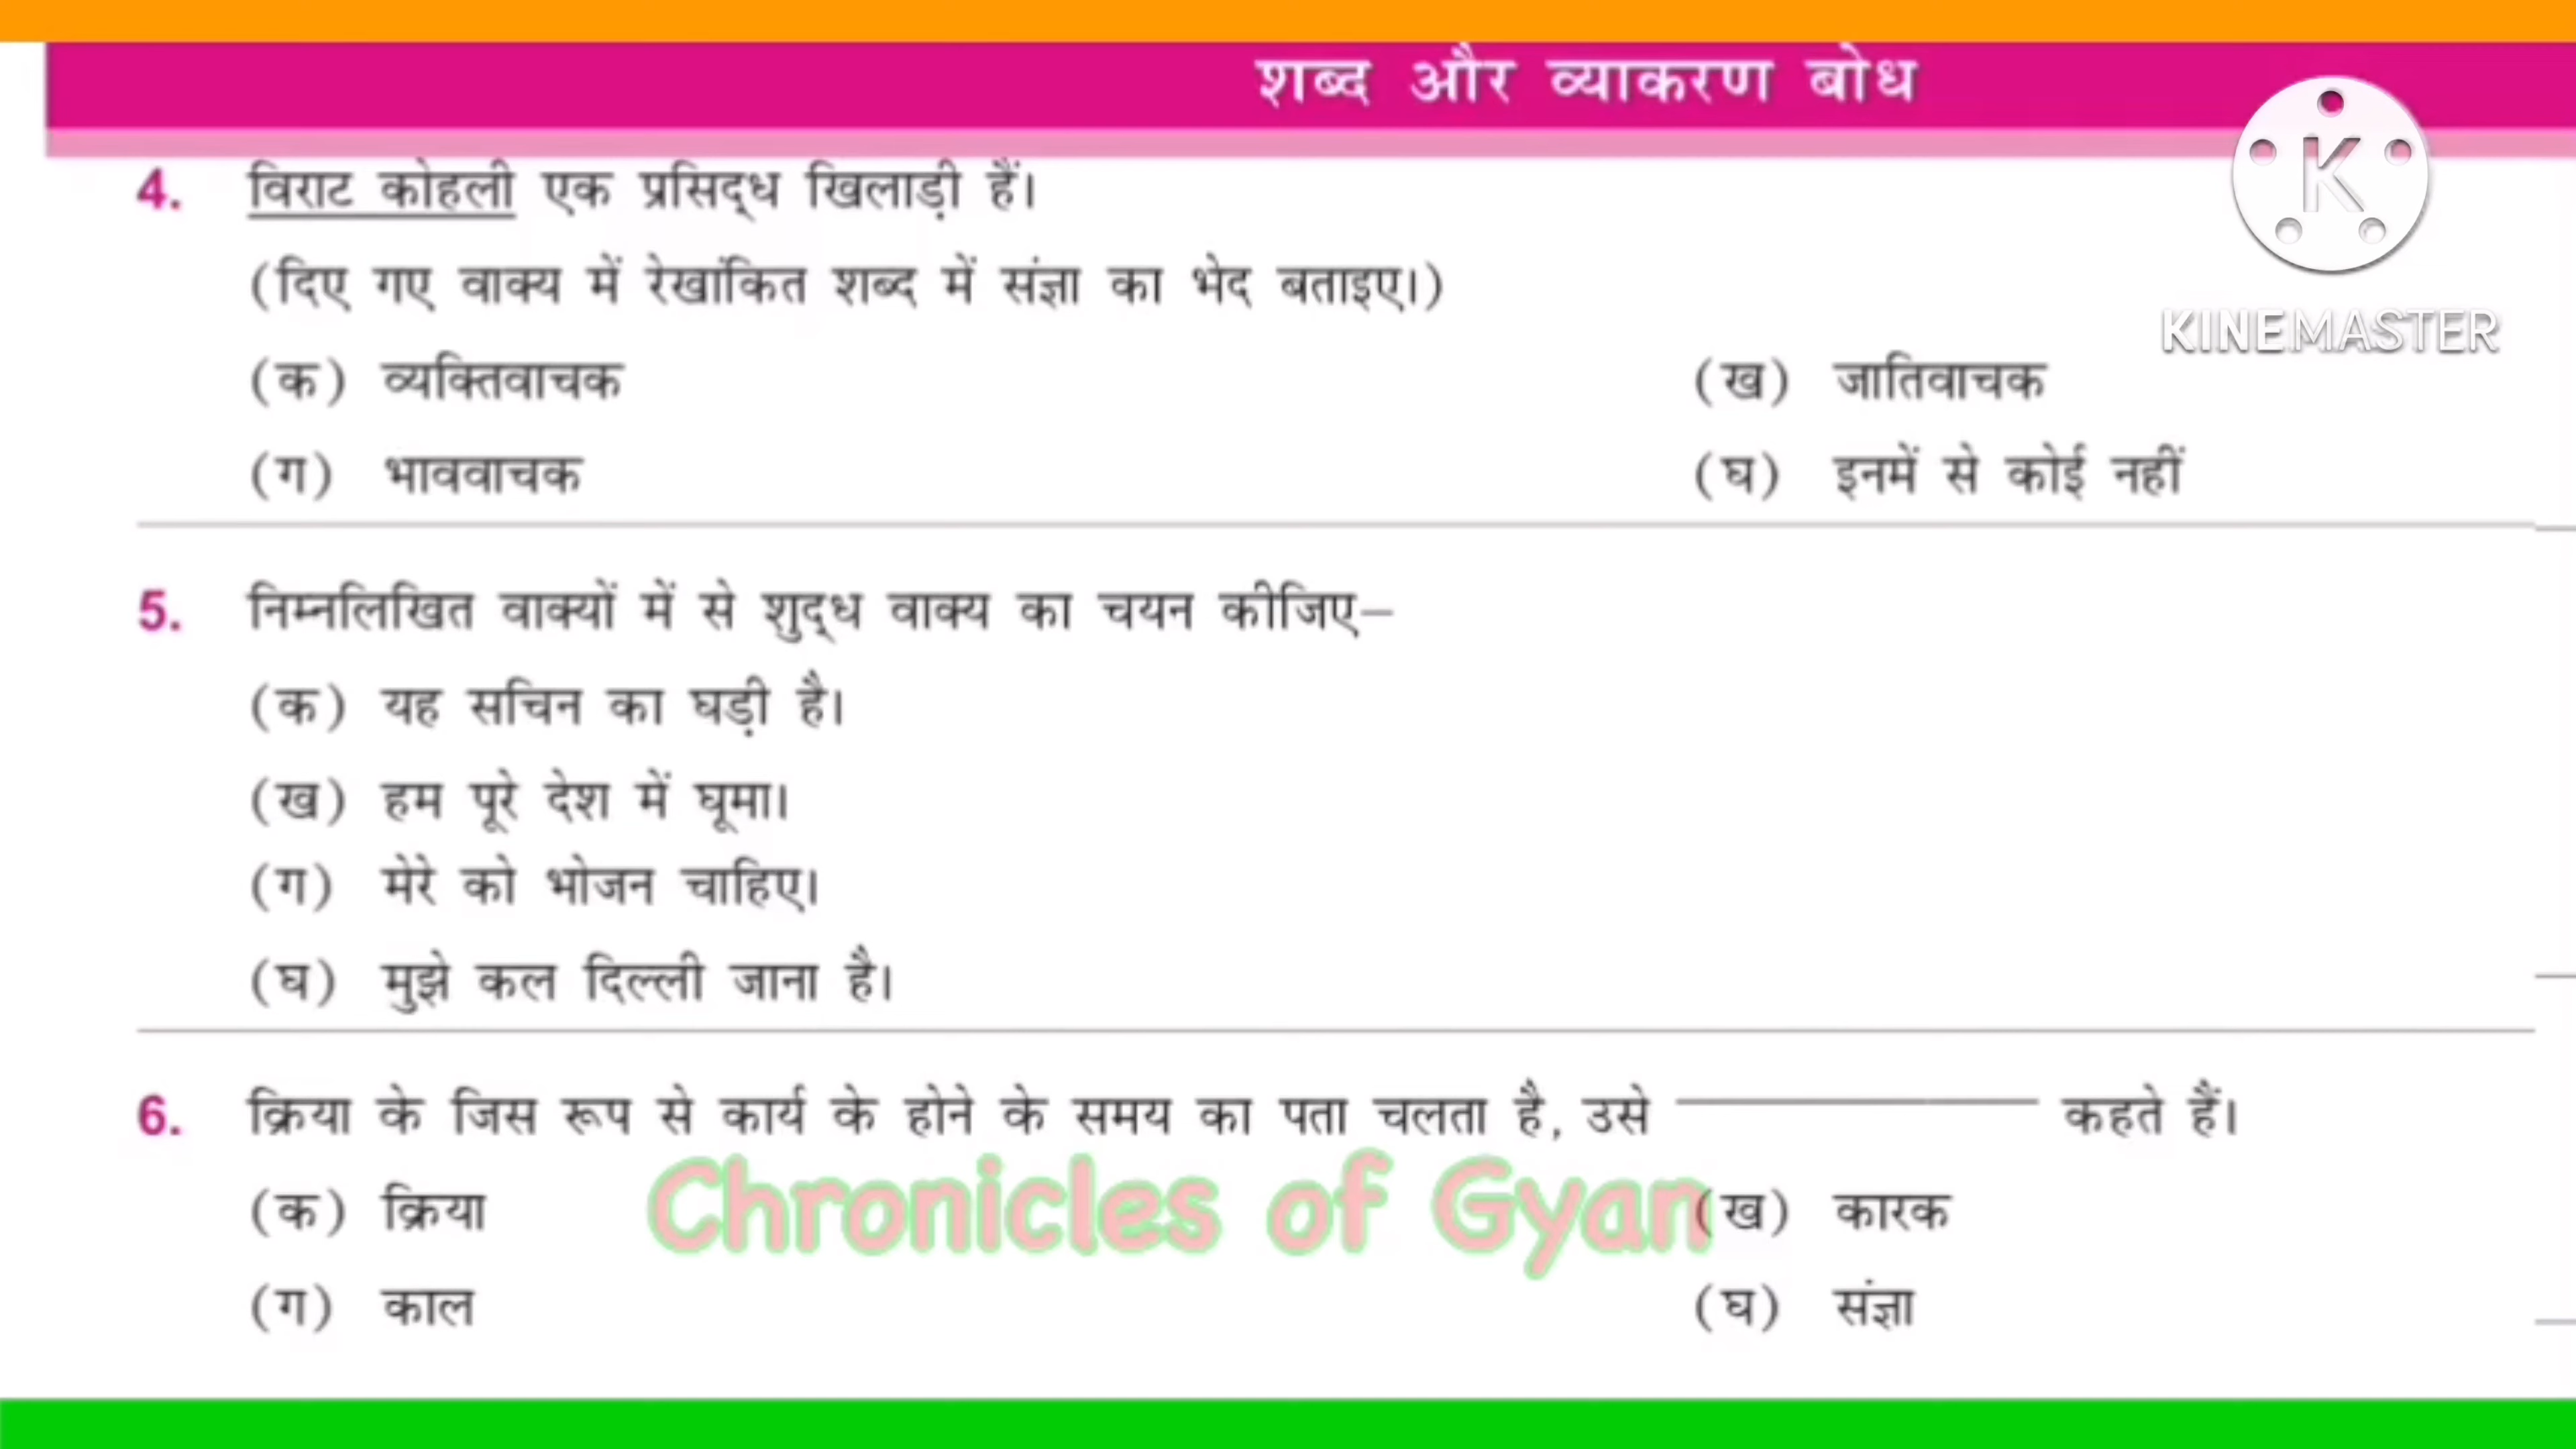 शब्द और व्याकरण बोध
K
KINEMASTER
4. विराट कोहली एक प्रसिद्ध खिलाड़ी हैं।
(दिए गए वाक्य में रेखांकित शब्द में संज्ञा का भेद बताइए।)
(क) व्यक्तिवाचक (ख) जातिवाचक
(ग) भाववाचक (घ) इनमें से कोई नहीं
5. निम्नलिखित वाक्यों में से शुद्ध वाक्य का चयन कीजिए–
(क) यह सचिन का घड़ी है।
(ख) हम पूरे देश में घूमा।
(ग) मेरे को भोजन चाहिए।
(घ) मुझे कल दिल्ली जाना है।
6. क्रिया के जिस रूप से कार्य के होने के समय का पता चलता है, उसे ________ कहते हैं।
Chronicles of Gyan
(क) क्रिया (ख) कारक
(ग) काल (घ) संज्ञा